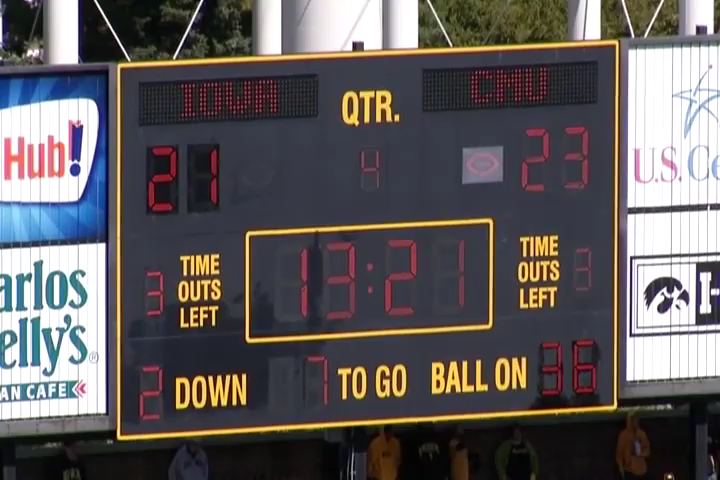 IOWA QTR. CMU
21 4 23
TIME OUTS LEFT 3
13:21
TIME OUTS LEFT 3
2 DOWN 7 TO GO BALL ON 36
Hub!
arlos
elly's®
AN CAFE
U.S. Ce
H